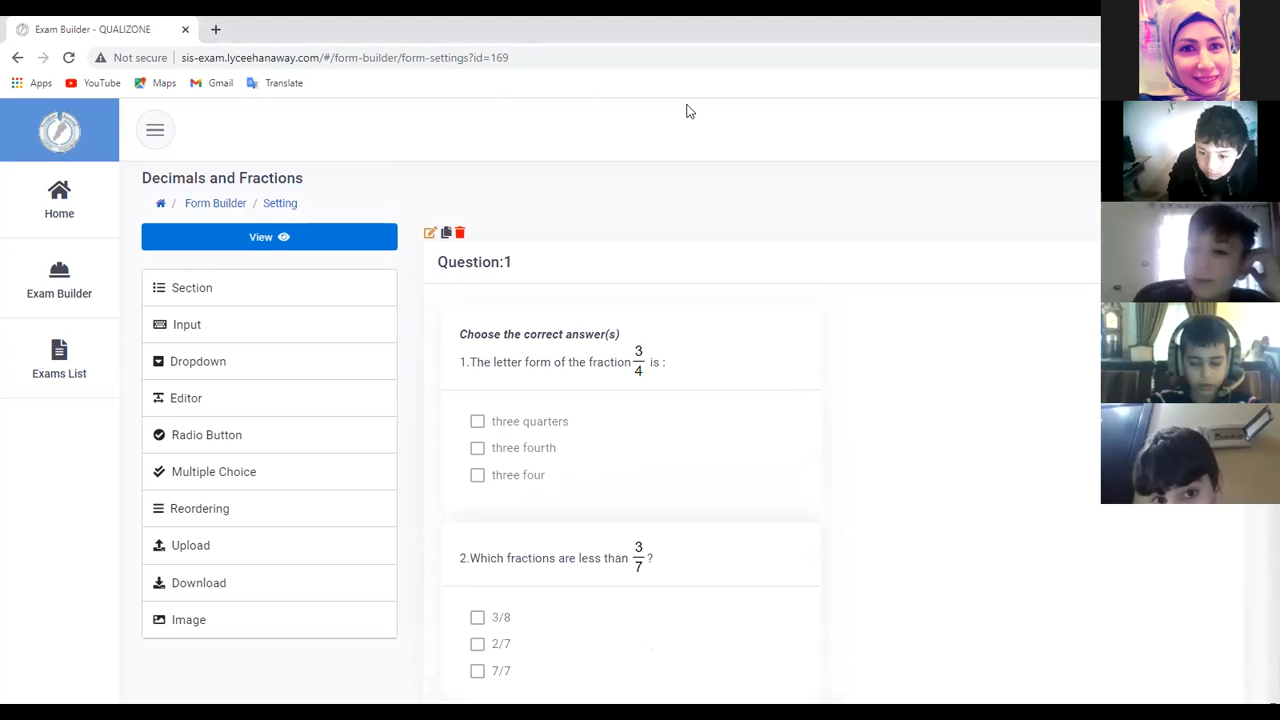 Exam Builder - QUALIZONE
Not secure sis-exam.lyceehanaway.com/#/form-builder/form-settings?id=169
Apps YouTube Maps Gmail Translate
Home
Exam Builder
Exams List
Decimals and Fractions
/ Form Builder / Setting
View
Section
Input
Dropdown
Editor
Radio Button
Multiple Choice
Reordering
Upload
Download
Image
Question:1
Choose the correct answer(s)
1.The letter form of the fraction 3/4 is :
three quarters
three fourth
three four
2.Which fractions are less than 3/7 ?
3/8
2/7
7/7